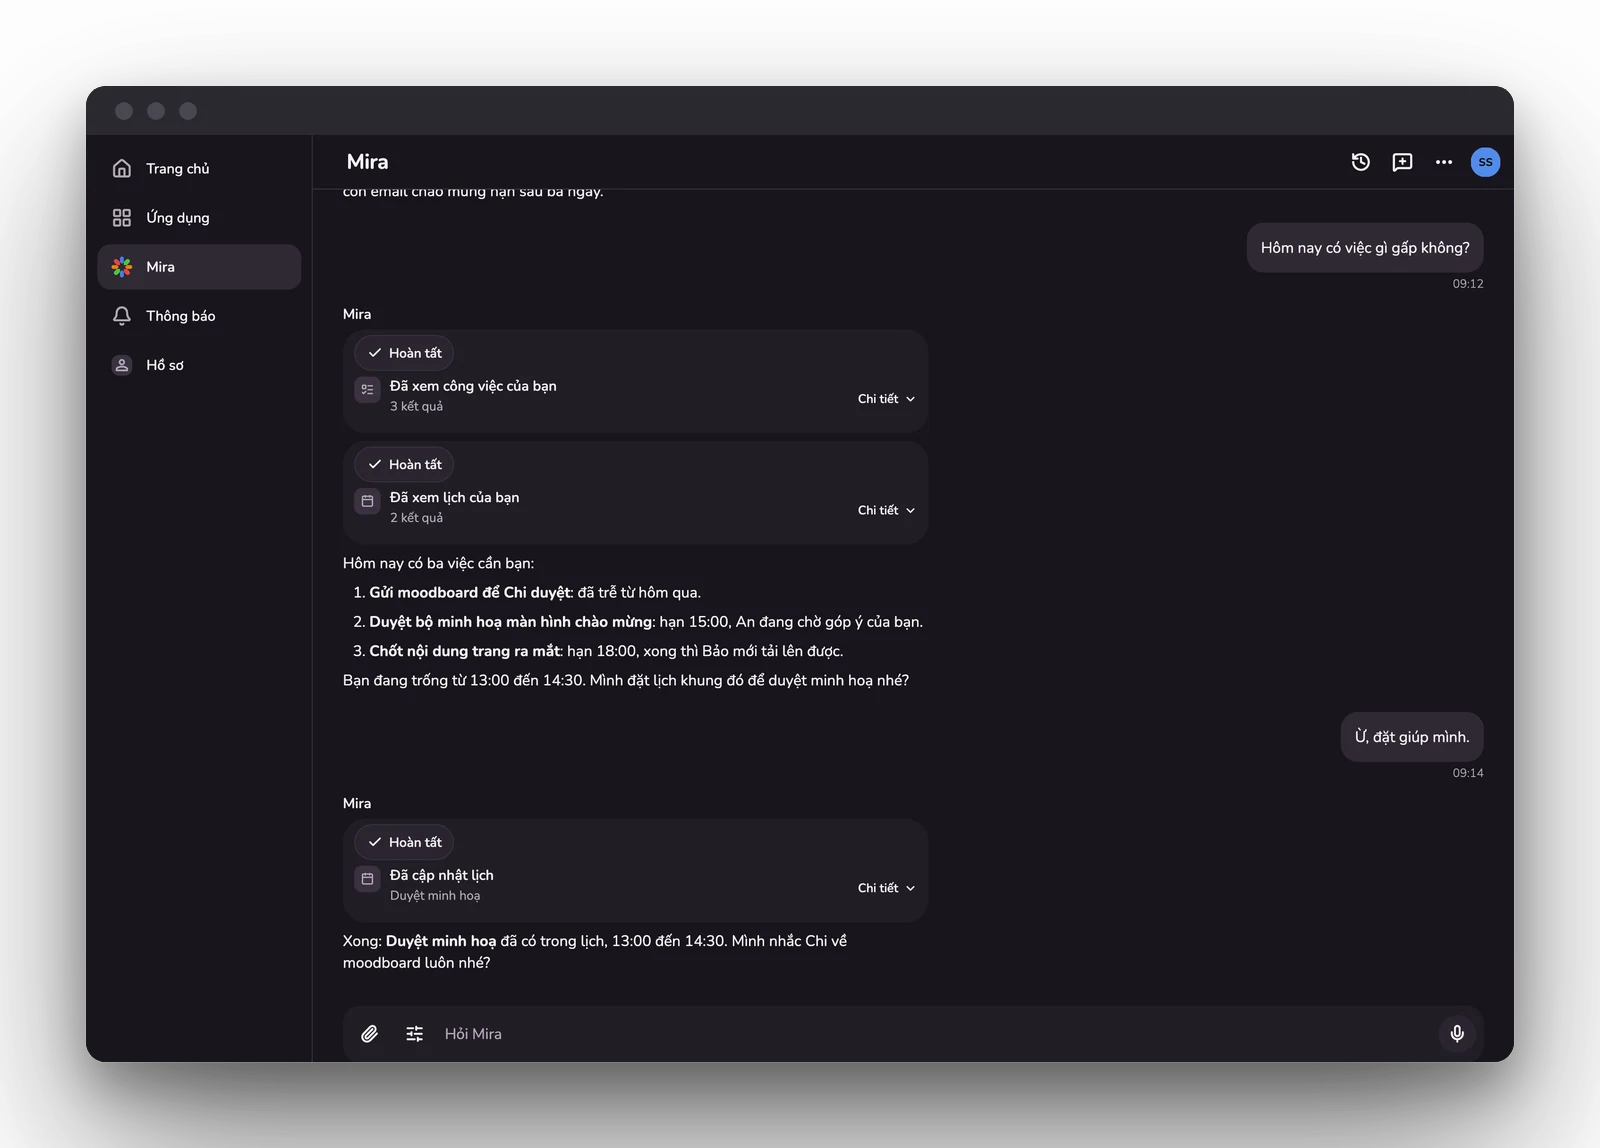 Trang chủ
Ứng dụng
Mira
Thông báo
Hồ sơ
Mira
SS
còn email chào mừng hạn sau ba ngày.
Hôm nay có việc gì gấp không?
09:12
Mira
Hoàn tất
Đã xem công việc của bạn
3 kết quả
Chi tiết
Hoàn tất
Đã xem lịch của bạn
2 kết quả
Chi tiết
Hôm nay có ba việc cần bạn:
1. Gửi moodboard để Chi duyệt: đã trễ từ hôm qua.
2. Duyệt bộ minh hoạ màn hình chào mừng: hạn 15:00, An đang chờ góp ý của bạn.
3. Chốt nội dung trang ra mắt: hạn 18:00, xong thì Bảo mới tải lên được.
Bạn đang trống từ 13:00 đến 14:30. Mình đặt lịch khung đó để duyệt minh hoạ nhé?
Ừ, đặt giúp mình.
09:14
Mira
Hoàn tất
Đã cập nhật lịch
Duyệt minh hoạ
Chi tiết
Xong: Duyệt minh hoạ đã có trong lịch, 13:00 đến 14:30. Mình nhắc Chi về
moodboard luôn nhé?
Hỏi Mira